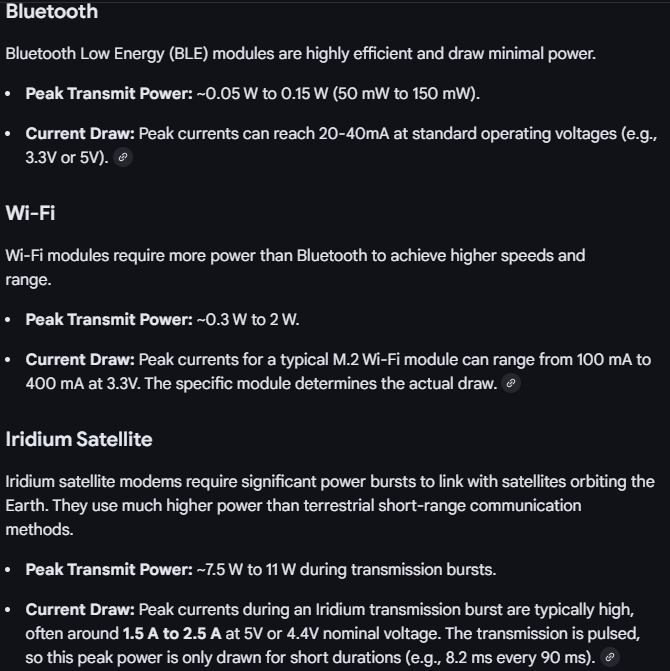 Bluetooth
Bluetooth Low Energy (BLE) modules are highly efficient and draw minimal power.
• Peak Transmit Power: ~0.05 W to 0.15 W (50 mW to 150 mW).
• Current Draw: Peak currents can reach 20-40mA at standard operating voltages (e.g.,
3.3V or 5V).
Wi-Fi
Wi-Fi modules require more power than Bluetooth to achieve higher speeds and
range.
• Peak Transmit Power: ~0.3 W to 2 W.
• Current Draw: Peak currents for a typical M.2 Wi-Fi module can range from 100 mA to
400 mA at 3.3V. The specific module determines the actual draw.
Iridium Satellite
Iridium satellite modems require significant power bursts to link with satellites orbiting the
Earth. They use much higher power than terrestrial short-range communication
methods.
• Peak Transmit Power: ~7.5 W to 11 W during transmission bursts.
• Current Draw: Peak currents during an Iridium transmission burst are typically high,
often around 1.5 A to 2.5 A at 5V or 4.4V nominal voltage. The transmission is pulsed,
so this peak power is only drawn for short durations (e.g., 8.2 ms every 90 ms).